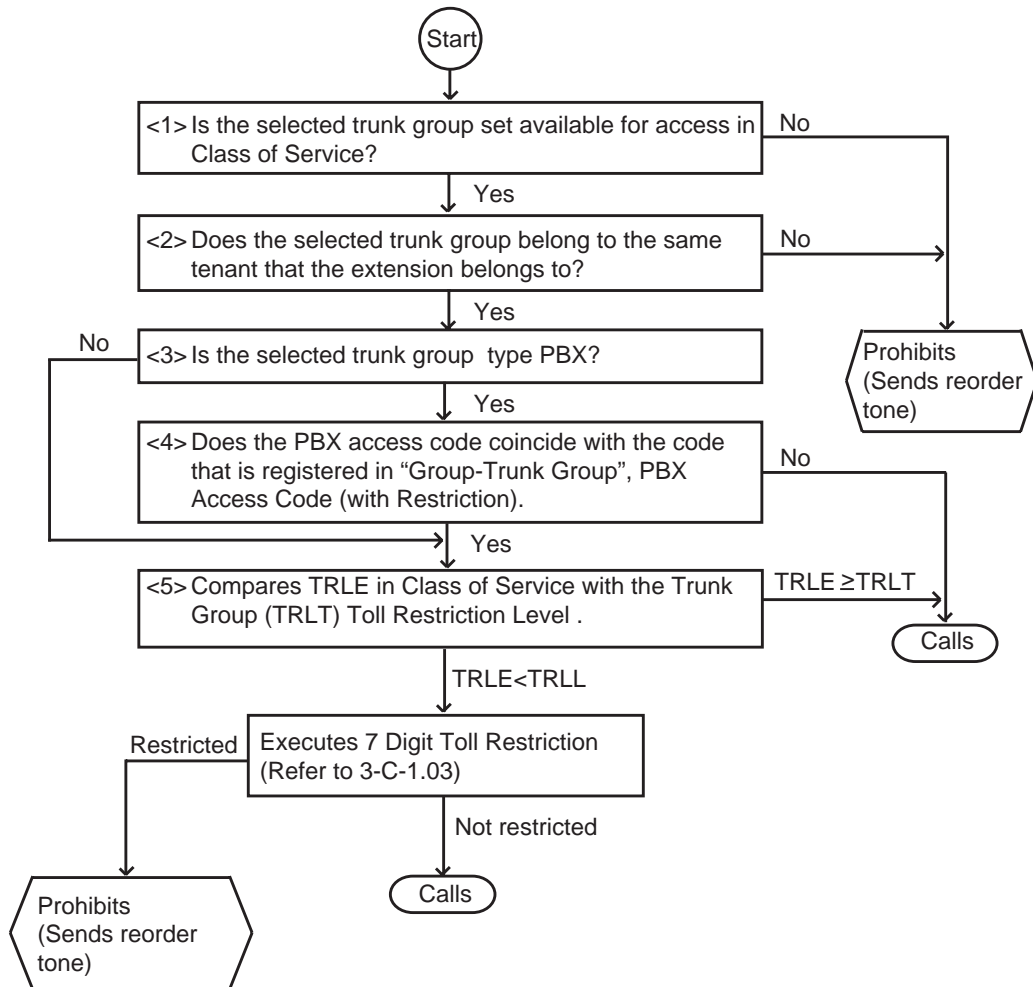 Start
<1> Is the selected trunk group set available for access in
Class of Service?
No
Yes
<2> Does the selected trunk group belong to the same
tenant that the extension belongs to?
No
Yes
No
<3> Is the selected trunk group type PBX?
Prohibits
(Sends reorder
tone)
Yes
<4> Does the PBX access code coincide with the code
that is registered in “Group-Trunk Group”, PBX
Access Code (with Restriction).
No
Yes
<5> Compares TRLE in Class of Service with the Trunk
Group (TRLT) Toll Restriction Level .
TRLE ≥TRLT
Calls
TRLE<TRLL
Restricted
Executes 7 Digit Toll Restriction
(Refer to 3-C-1.03)
Not restricted
Calls
Prohibits
(Sends reorder
tone)